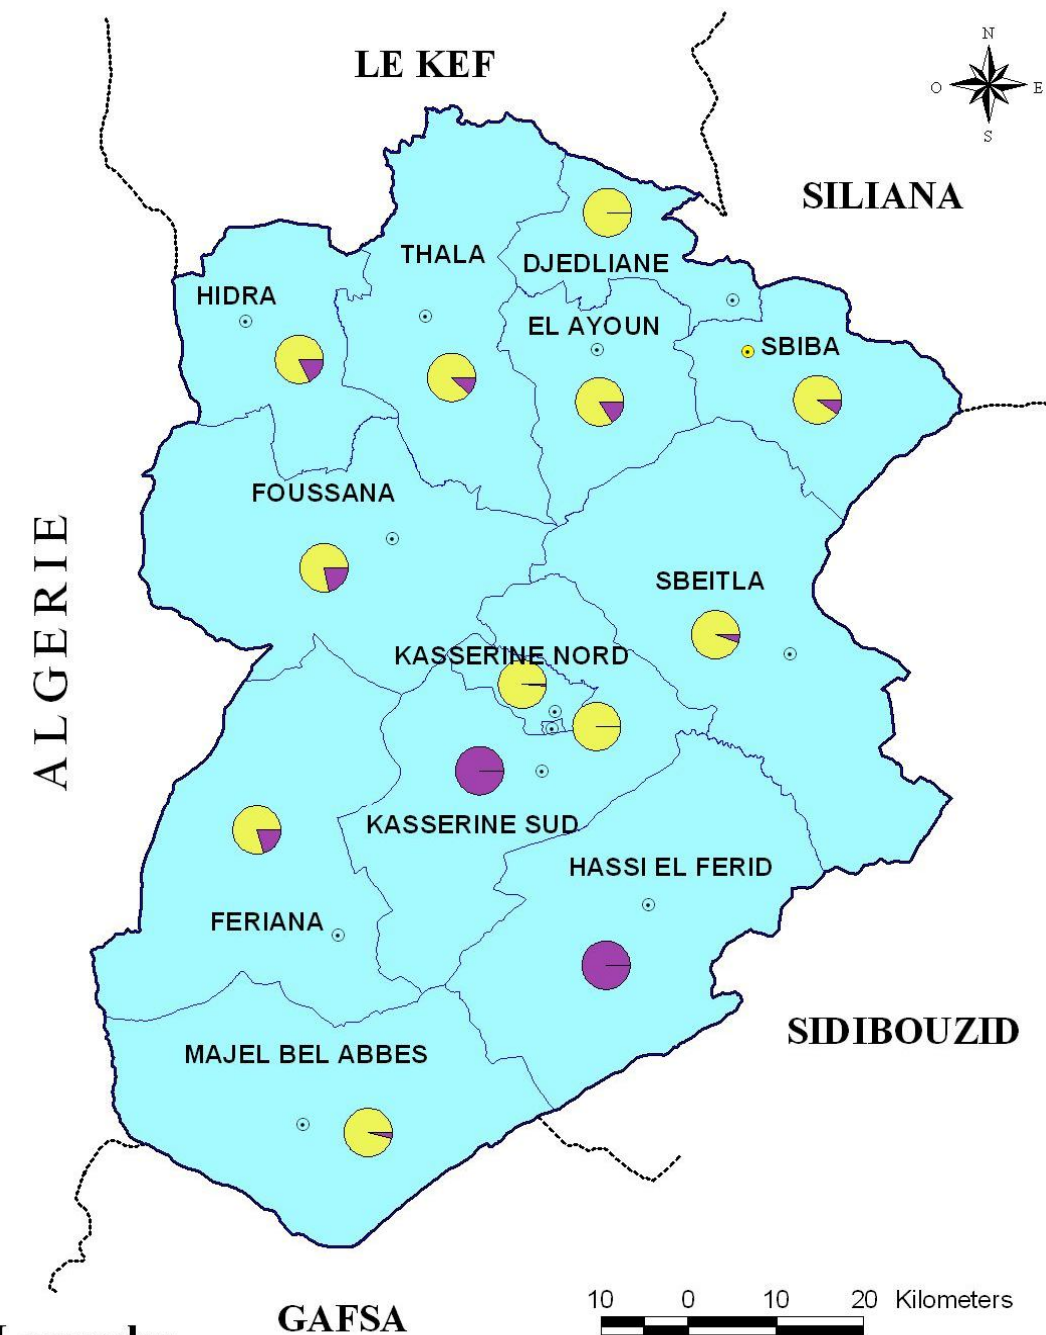 N
LE KEF
O
E
S
SILIANA
THALA
DJEDLIANE
HIDRA
EL AYOUN
SBIBA
FOUSSANA
ALGERIE
SBEITLA
KASSERINE NORD
KASSERINE SUD
HASSI EL FERID
FERIANA
SIDIBOUZID
MAJEL BEL ABBES
10 0 10 20 Kilometers
GAFSA